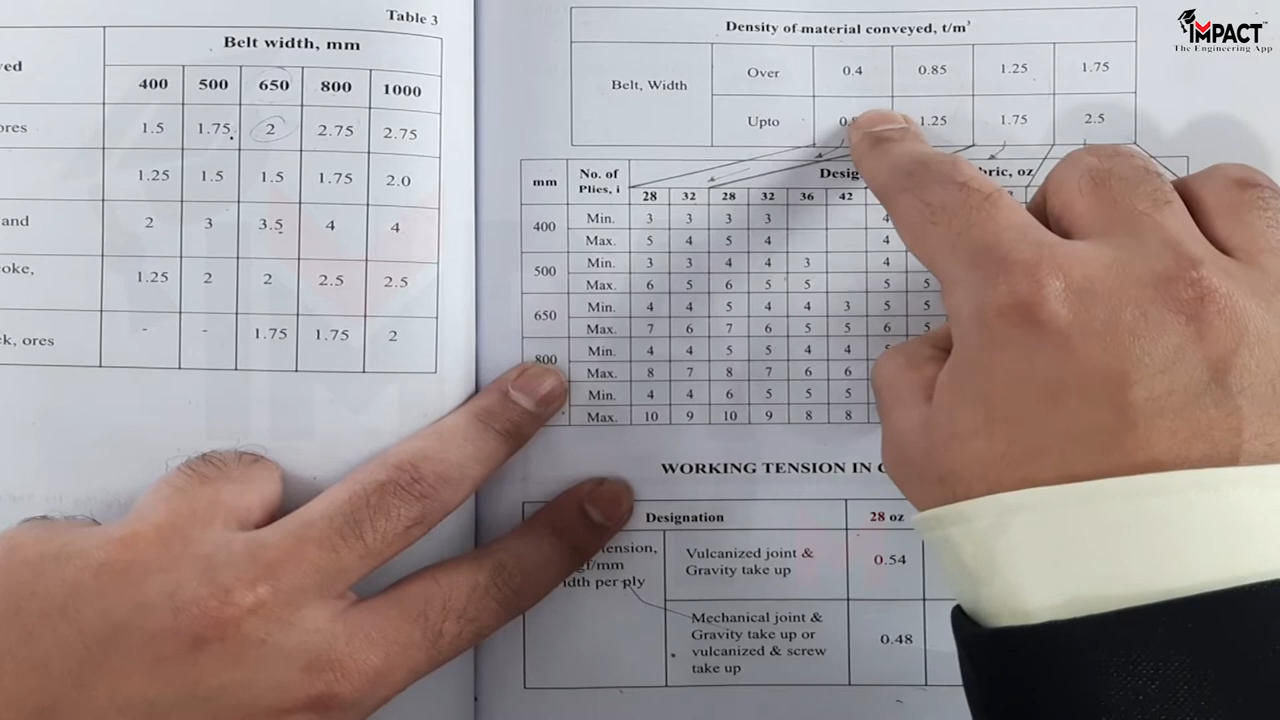 IMPACT
The Engineering App
Table 3
Belt width, mm
400 500 650 800 1000
1.5 1.75 2 2.75 2.75
1.25 1.5 1.5 1.75 2.0
and 2 3 3.5 4 4
1.25 2 2 2.5 2.5
ores - - 1.75 1.75 2
Density of material conveyed, t/m³
Belt, Width Over 0.4 0.85 1.25 1.75
Upto 1.25 1.75 2.5
mm No. of Plies, i
28 32 28 32 36 42
400 Min. 3 3 3 3 4
Max. 5 4 5 4 4
500 Min. 3 3 4 4 3 4
Max. 6 5 6 5 5 5 5
650 Min. 4 4 5 4 4 3 5 5
Max. 7 6 7 6 5 5 6 5
800 Min. 4 4 5 5 4 4
Max. 8 7 8 7 6 6
Min. 4 4 6 5 5 5
Max. 10 9 10 9 8 8
WORKING TENSION IN
Designation 28 oz
tension,
Vulcanized joint &
Gravity take up
0.54
per ply
Mechanical joint &
Gravity take up or
vulcanized & screw
take up
0.48